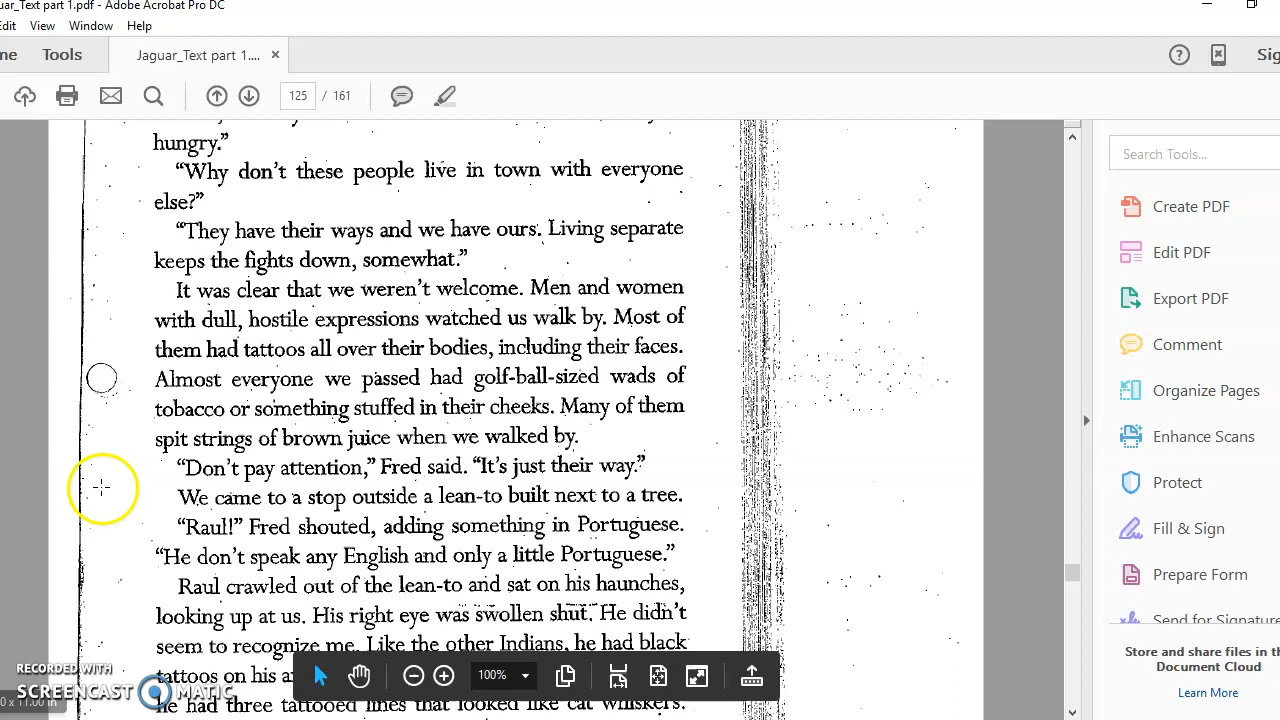 uar_Text part 1.pdf - Adobe Acrobat Pro DC
Edit View Window Help
me Tools Jaguar_Text part 1.... × Sig
125 / 161
hungry.”
“Why don’t these people live in town with everyone
else?”
“They have their ways and we have ours. Living separate
keeps the fights down, somewhat.”
It was clear that we weren’t welcome. Men and women
with dull, hostile expressions watched us walk by. Most of
them had tattoos all over their bodies, including their faces.
Almost everyone we passed had golf-ball-sized wads of
tobacco or something stuffed in their cheeks. Many of them
spit strings of brown juice when we walked by.
“Don’t pay attention,” Fred said. “It’s just their way.”
We came to a stop outside a lean-to built next to a tree.
“Raul!” Fred shouted, adding something in Portuguese.
“He don’t speak any English and only a little Portuguese.”
Raul crawled out of the lean-to and sat on his haunches,
looking up at us. His right eye was swollen shut. He didn’t
seem to recognize me. Like the other Indians, he had black
tattoos on his a
he had three tattooed lines that looked like cat whiskers.
100%
Search Tools...
Create PDF
Edit PDF
Export PDF
Comment
Organize Pages
Enhance Scans
Protect
Fill & Sign
Prepare Form
Send for Signature
Store and share files in the
Document Cloud
Learn More
RECORDED WITH
SCREENCAST MATIC
0 x 11.00 in